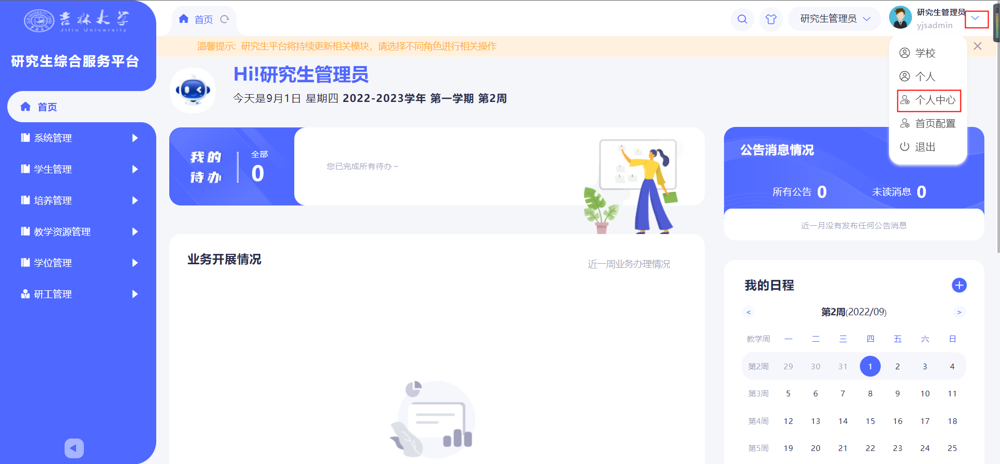 吉林大学
Jilin University
研究生综合服务平台
首页
系统管理
学生管理
培养管理
教学资源管理
学位管理
研工管理
首页
研究生管理员
研究生管理员
yjsadmin
温馨提示: 研究生平台将持续更新相关模块，请选择不同角色进行相关操作
学校
个人
个人中心
首页配置
退出
Hi!研究生管理员
今天是9月1日 星期四 2022-2023学年 第一学期 第2周
我的
待办
全部
0
您已完成所有待办~
公告消息情况
所有公告 0
未读消息 0
近一月没有发布任何公告消息
业务开展情况
近一周业务办理情况
我的日程
< 第2周(2022/09) >
教学周 一 二 三 四 五 六 日
第2周 29 30 31 1 2 3 4
第3周 5 6 7 8 9 10 11
第4周 12 13 14 15 16 17 18
第5周 19 20 21 22 23 24 25